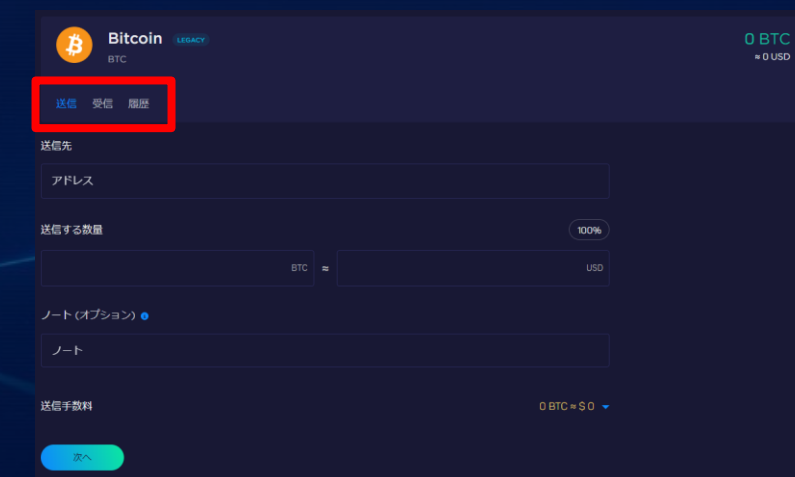 Bitcoin LEGACY
BTC
0 BTC
≈ 0 USD
送信 受信 履歴
送信先
アドレス
送信する数量
100%
BTC ≈ USD
ノート (オプション)
ノート
送信手数料
0 BTC ≈ $ 0
次へ